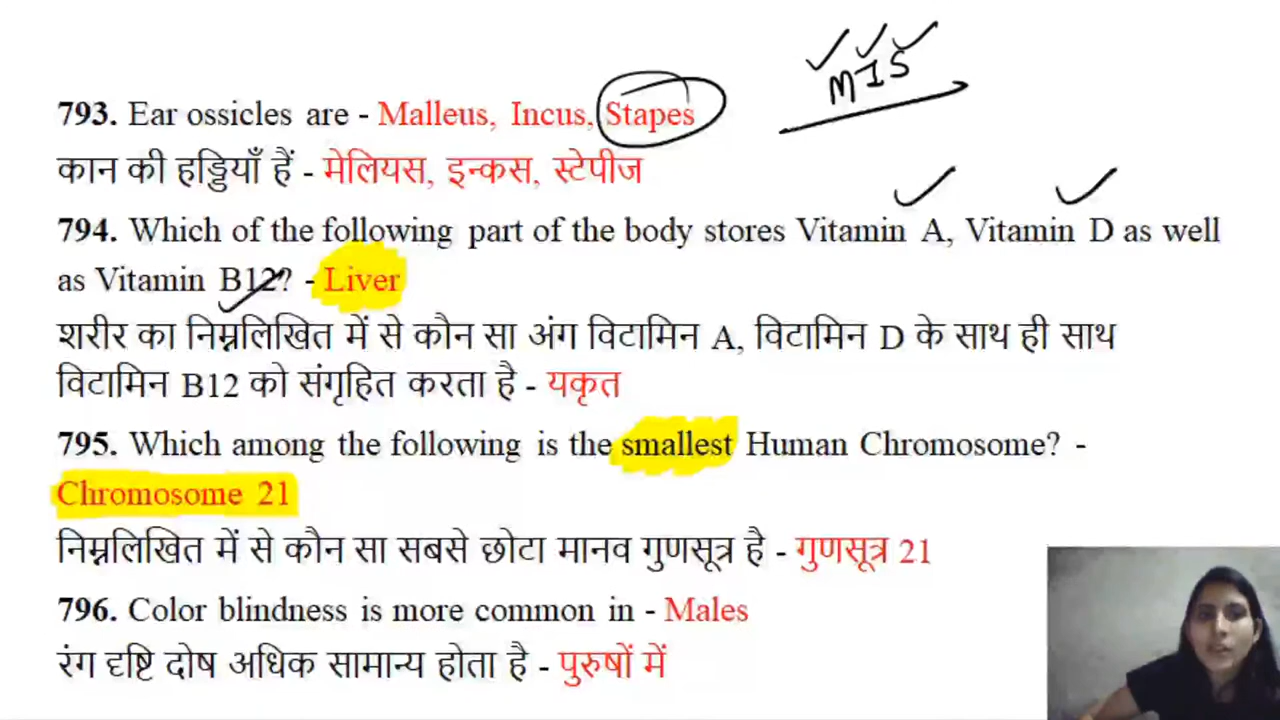 MIS
793. Ear ossicles are - Malleus, Incus, Stapes
कान की हड्डियाँ हैं - मेलियस, इन्कस, स्टेपीज
794. Which of the following part of the body stores Vitamin A, Vitamin D as well
as Vitamin B12? - Liver
शरीर का निम्नलिखित में से कौन सा अंग विटामिन A, विटामिन D के साथ ही साथ
विटामिन B12 को संगृहित करता है - यकृत
795. Which among the following is the smallest Human Chromosome? -
Chromosome 21
निम्नलिखित में से कौन सा सबसे छोटा मानव गुणसूत्र है - गुणसूत्र 21
796. Color blindness is more common in - Males
रंग दृष्टि दोष अधिक सामान्य होता है - पुरुषों में